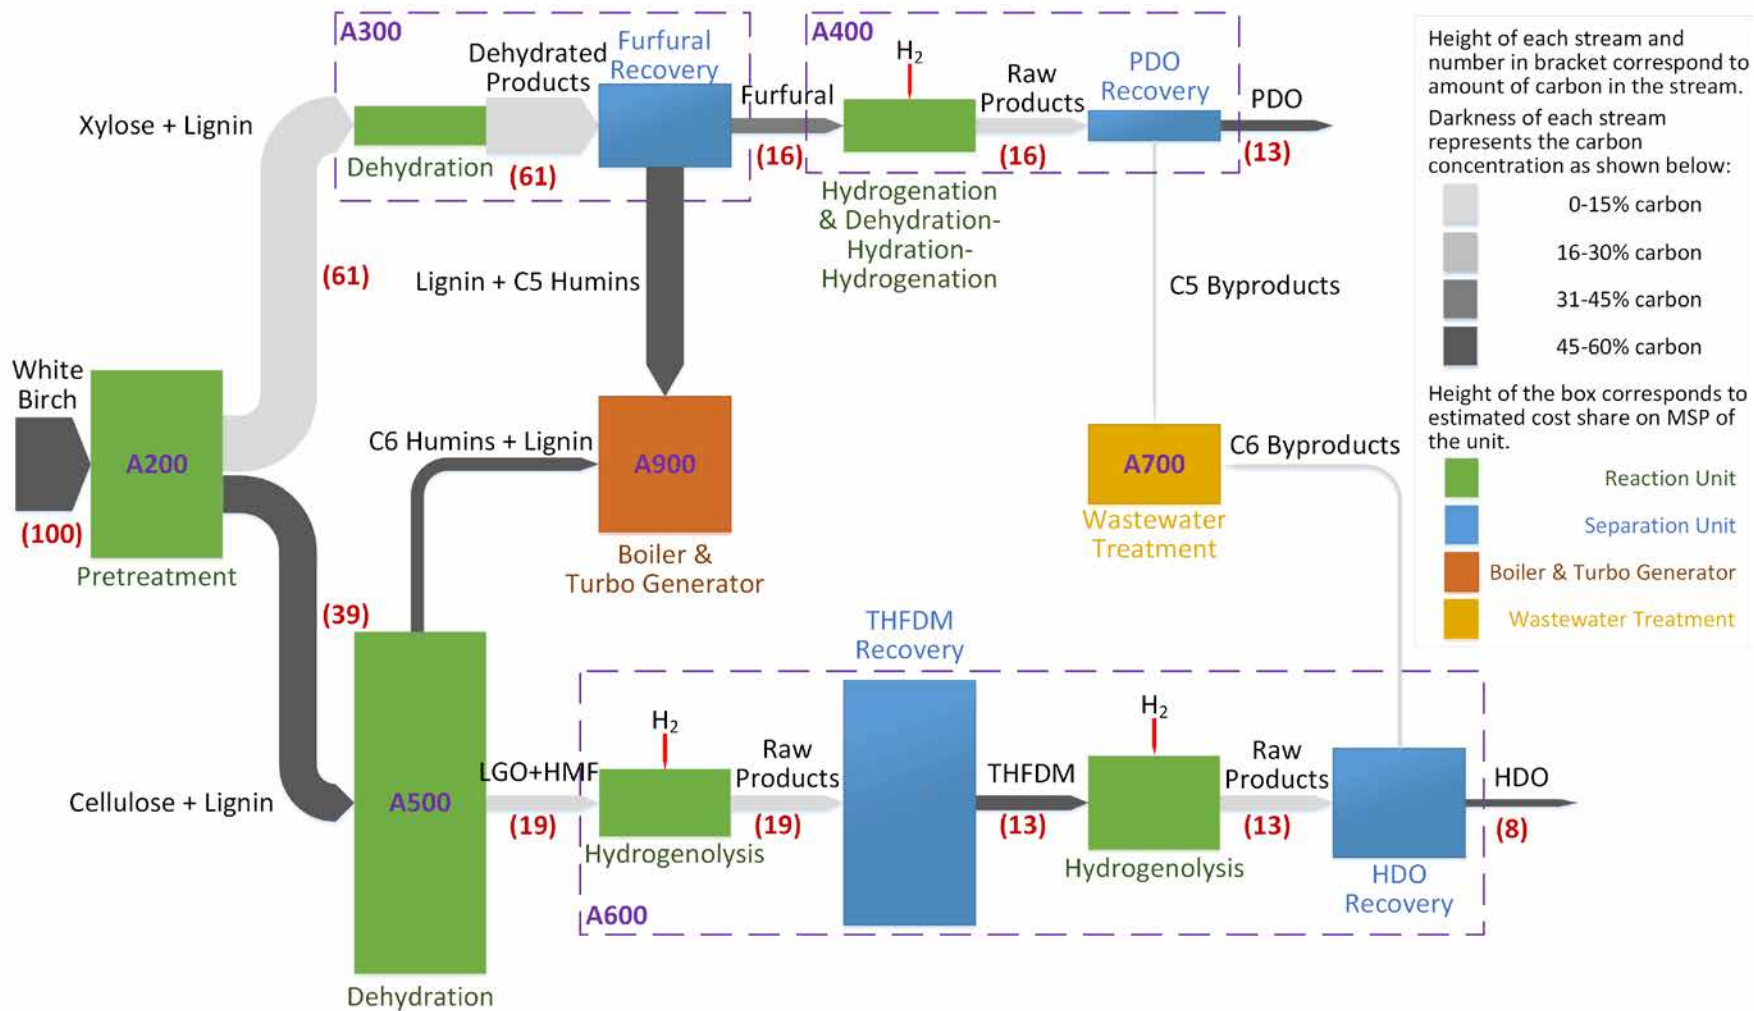 A300
Dehydrated
Products
Furfural
Recovery
A400
H2
Raw
Products
PDO
Recovery
Furfural
PDO
Xylose + Lignin
Dehydration
(61)
(16)
(16)
(13)
Hydrogenation
& Dehydration-
Hydration-
Hydrogenation
(61)
Lignin + C5 Humins
C5 Byproducts
White
Birch
A200
(100)
Pretreatment
C6 Humins + Lignin
A900
Boiler &
Turbo Generator
A700
C6 Byproducts
Wastewater
Treatment
(39)
THFDM
Recovery
Cellulose + Lignin
A500
Dehydration
LGO+HMF
(19)
H2
Hydrogenolysis
Raw
Products
(19)
THFDM
(13)
H2
Hydrogenolysis
Raw
Products
(13)
HDO
Recovery
HDO
(8)
A600
Height of each stream and
number in bracket correspond to
amount of carbon in the stream.
Darkness of each stream
represents the carbon
concentration as shown below:
0-15% carbon
16-30% carbon
31-45% carbon
45-60% carbon
Height of the box corresponds to
estimated cost share on MSP of
the unit.
Reaction Unit
Separation Unit
Boiler & Turbo Generator
Wastewater Treatment